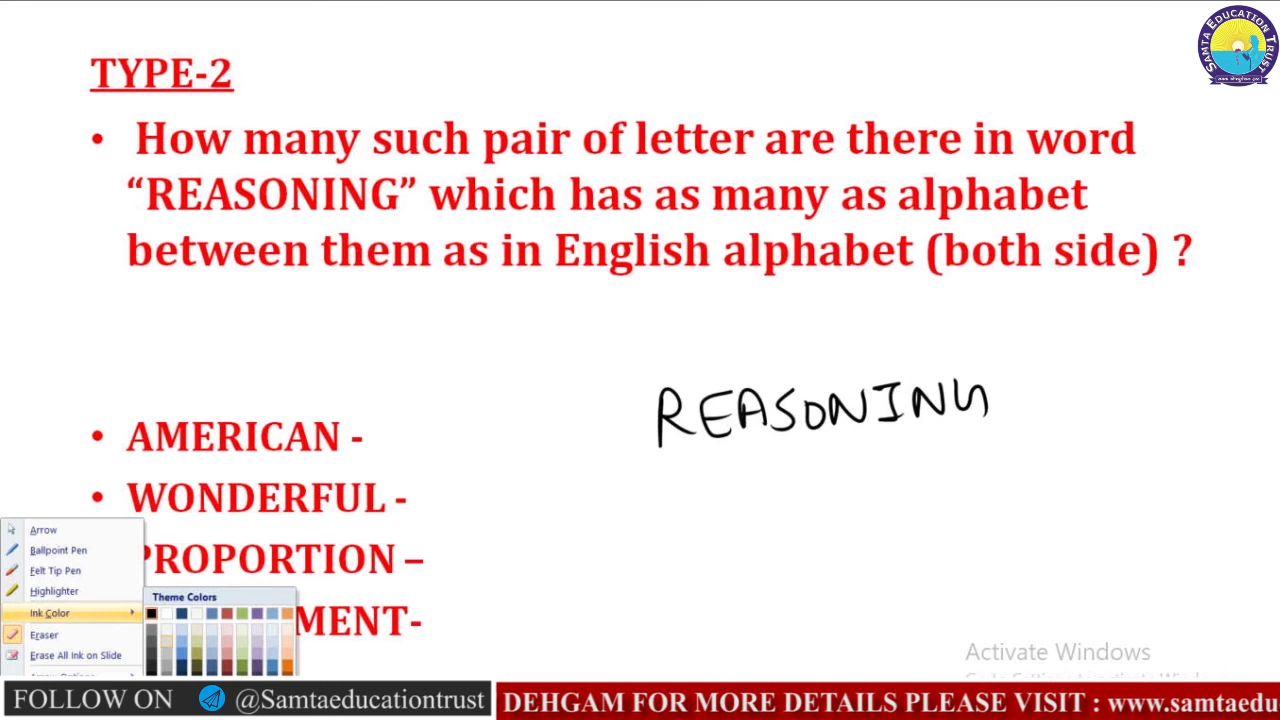 SAMTA EDUCATION TRUST
TYPE-2
• How many such pair of letter are there in word
“REASONING” which has as many as alphabet
between them as in English alphabet (both side) ?
REASONING
• AMERICAN -
• WONDERFUL -
PROPORTION –
MENT-
Arrow
Ballpoint Pen
Felt Tip Pen
Highlighter
Ink Color
Eraser
Erase All Ink on Slide
Theme Colors
Activate Windows
FOLLOW ON @Samtaeducationtrust
DEHGAM FOR MORE DETAILS PLEASE VISIT : www.samtaedu